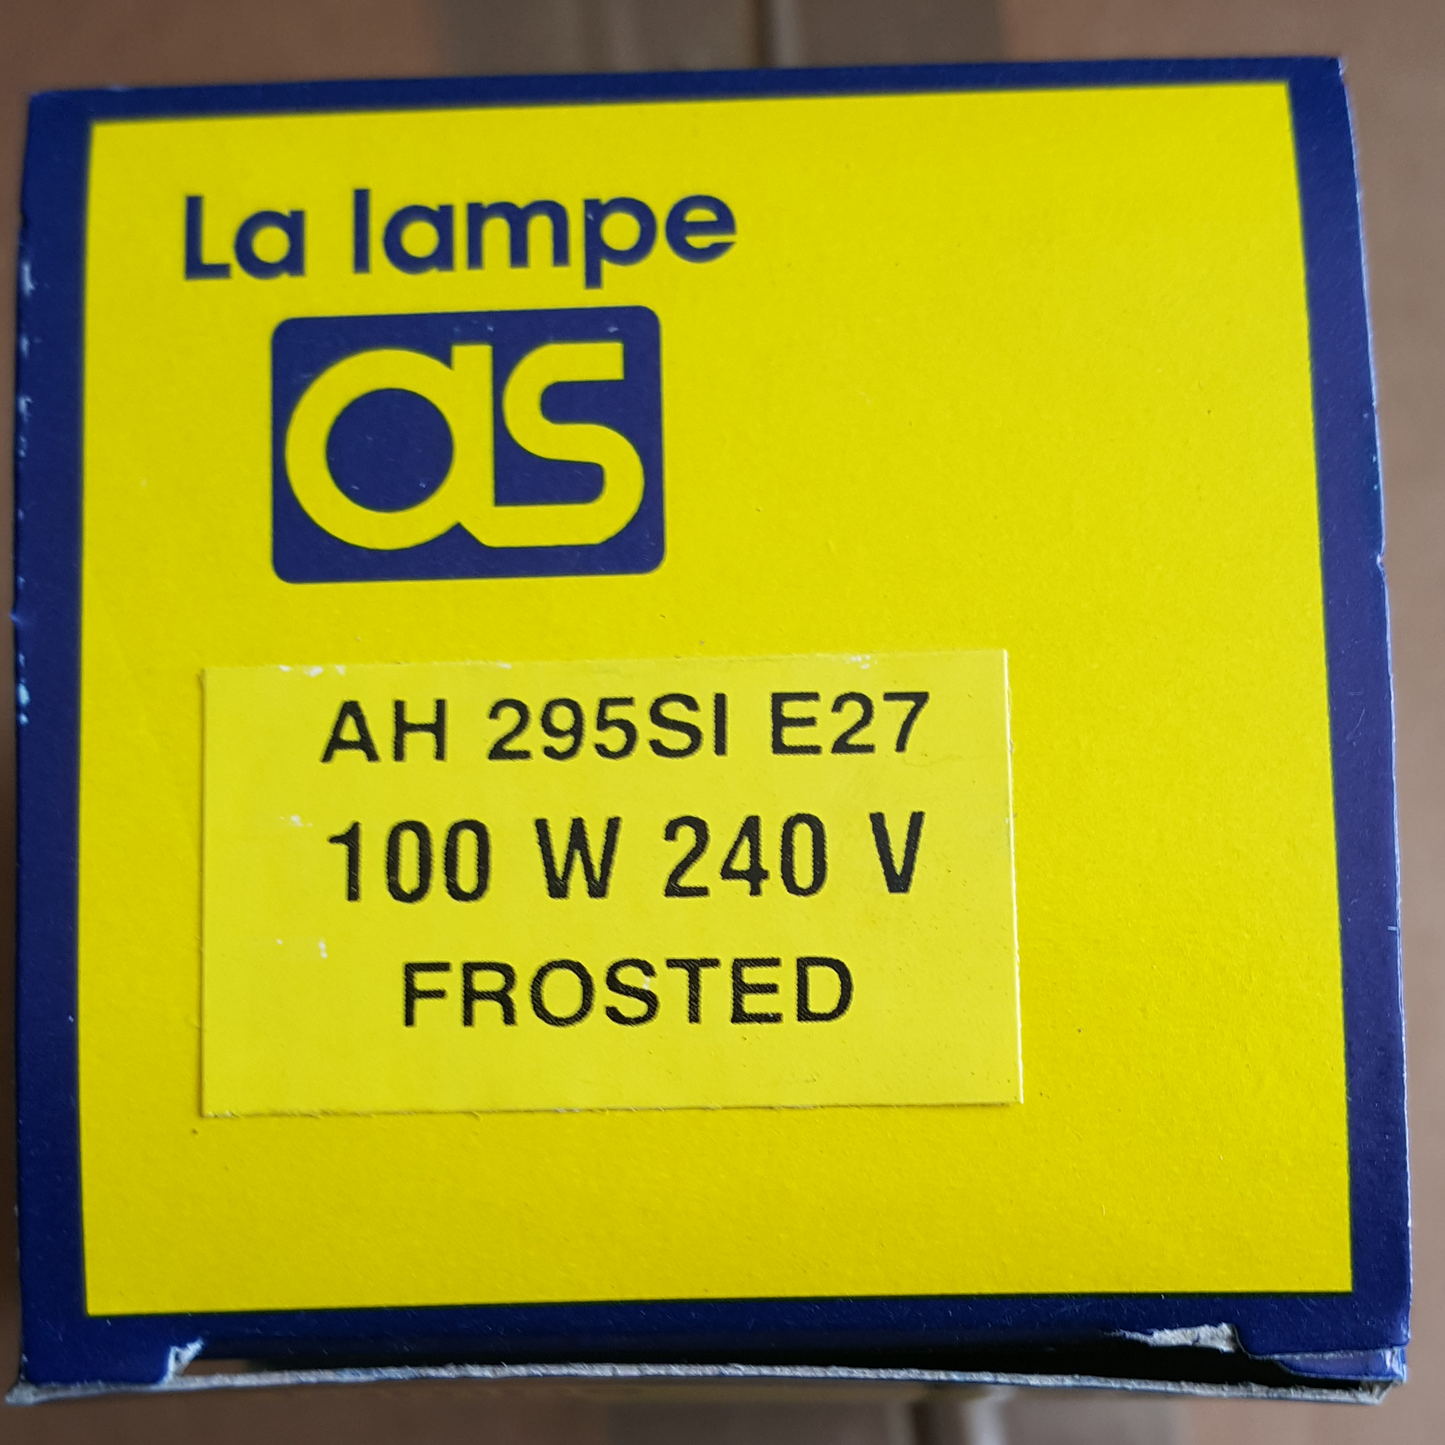 La lampe
as
AH 295SI E27
100 W 240 V
FROSTED